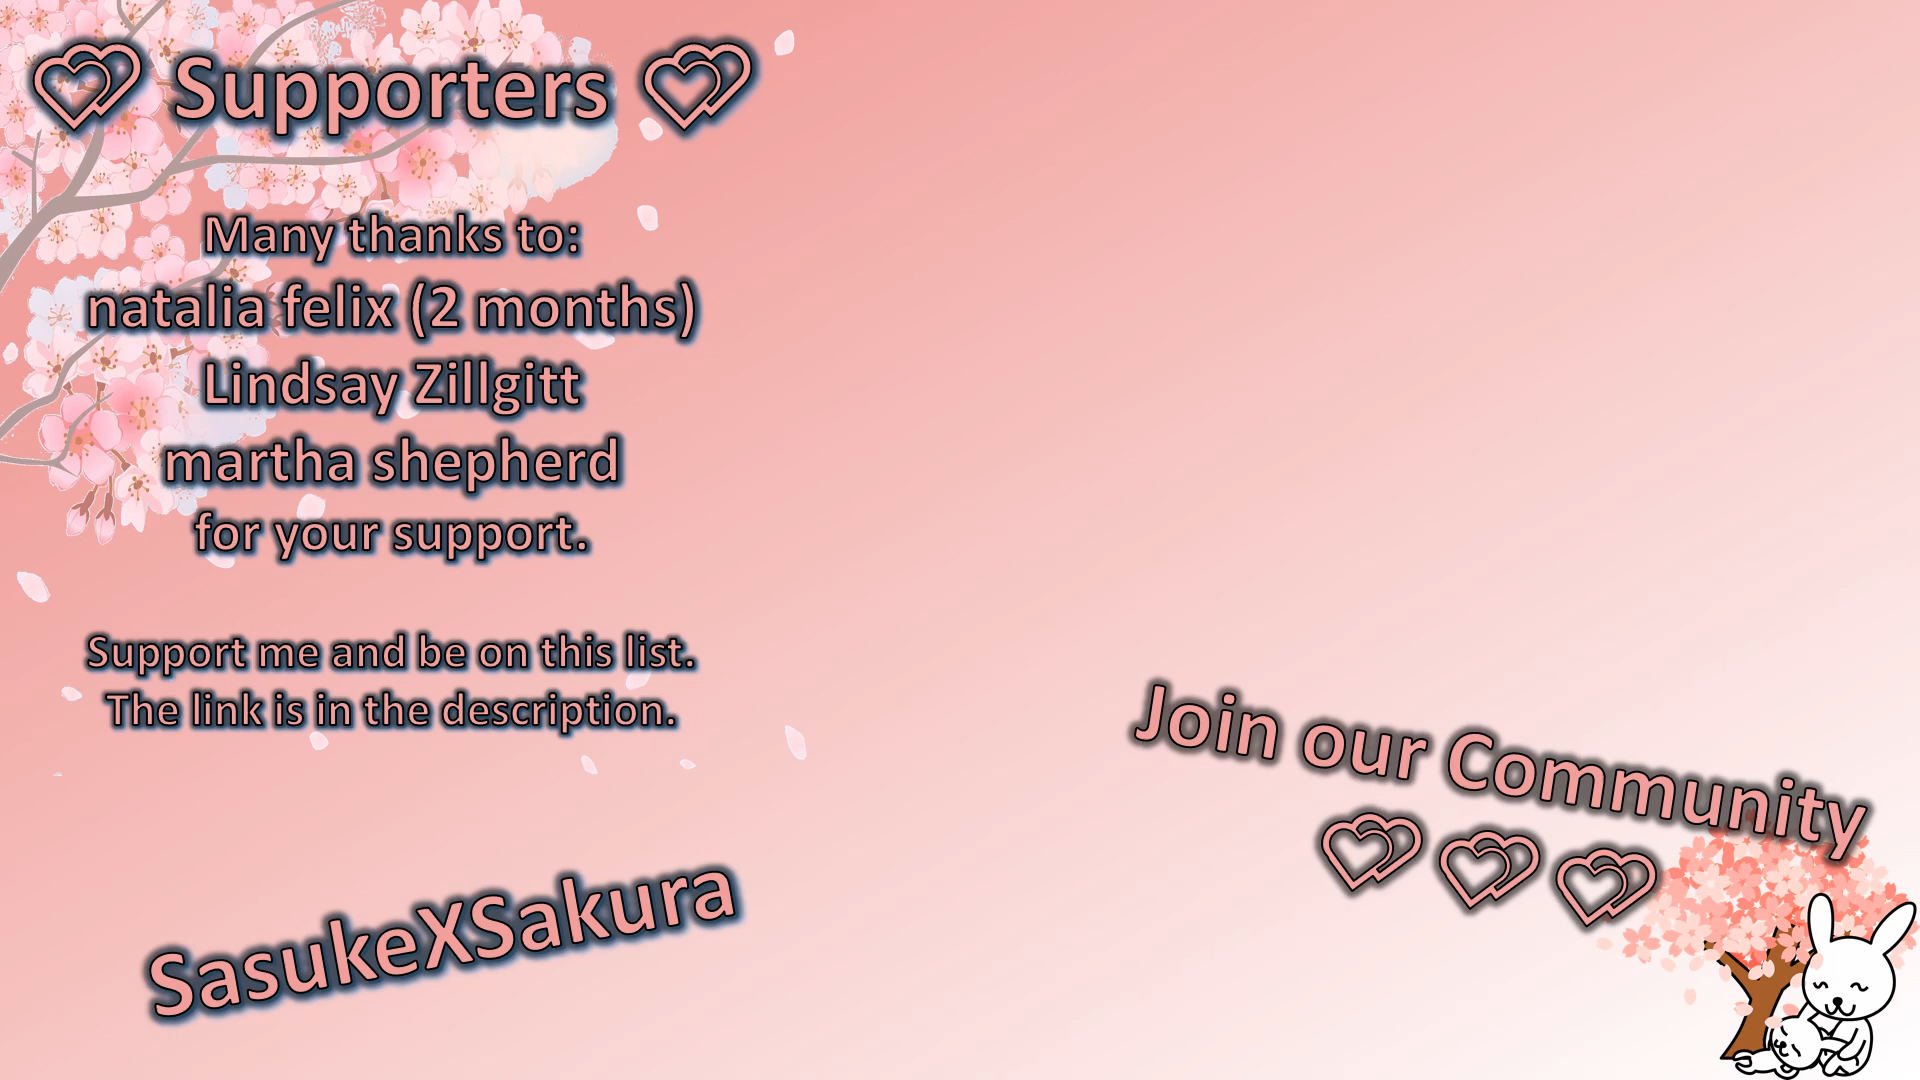 Supporters
Many thanks to:
natalia felix (2 months)
Lindsay Zillgitt
martha shepherd
for your support.
Support me and be on this list.
The link is in the description.
Join our Community
SasukeXSakura